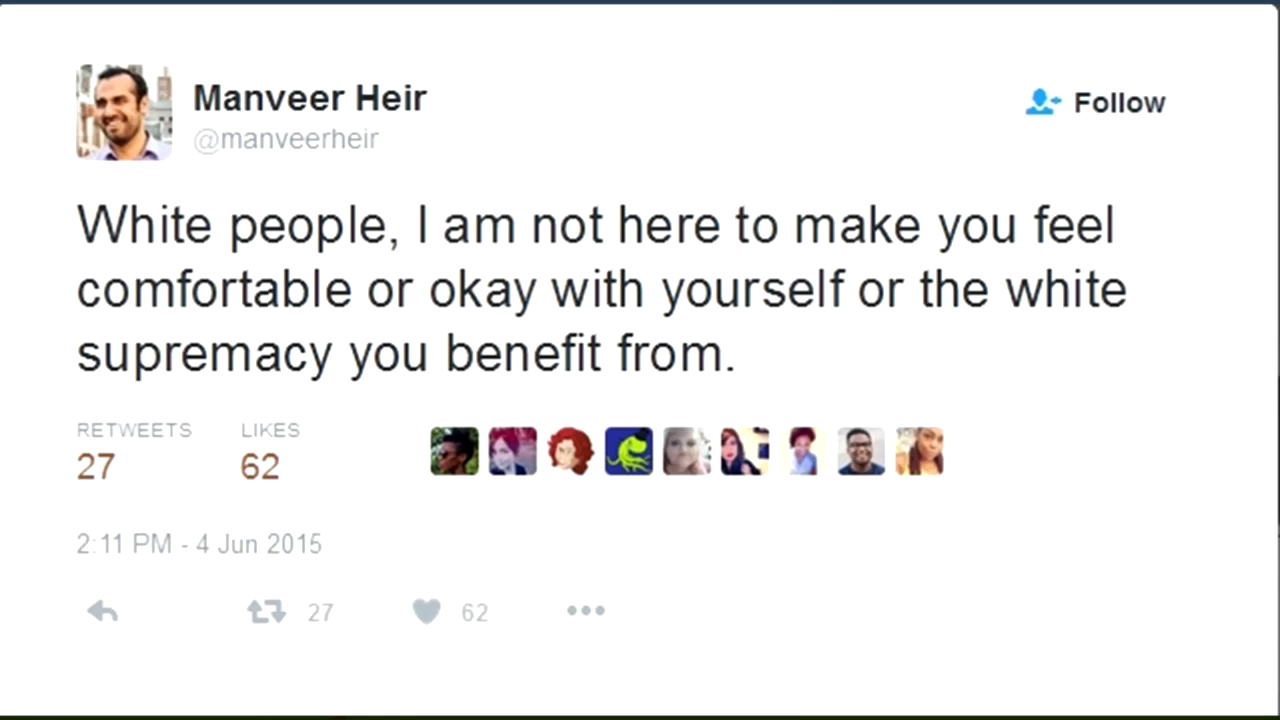 Manveer Heir
Follow
@manveerheir
White people, I am not here to make you feel
comfortable or okay with yourself or the white
supremacy you benefit from.
RETWEETS LIKES
27 62
2:11 PM - 4 Jun 2015
27 62